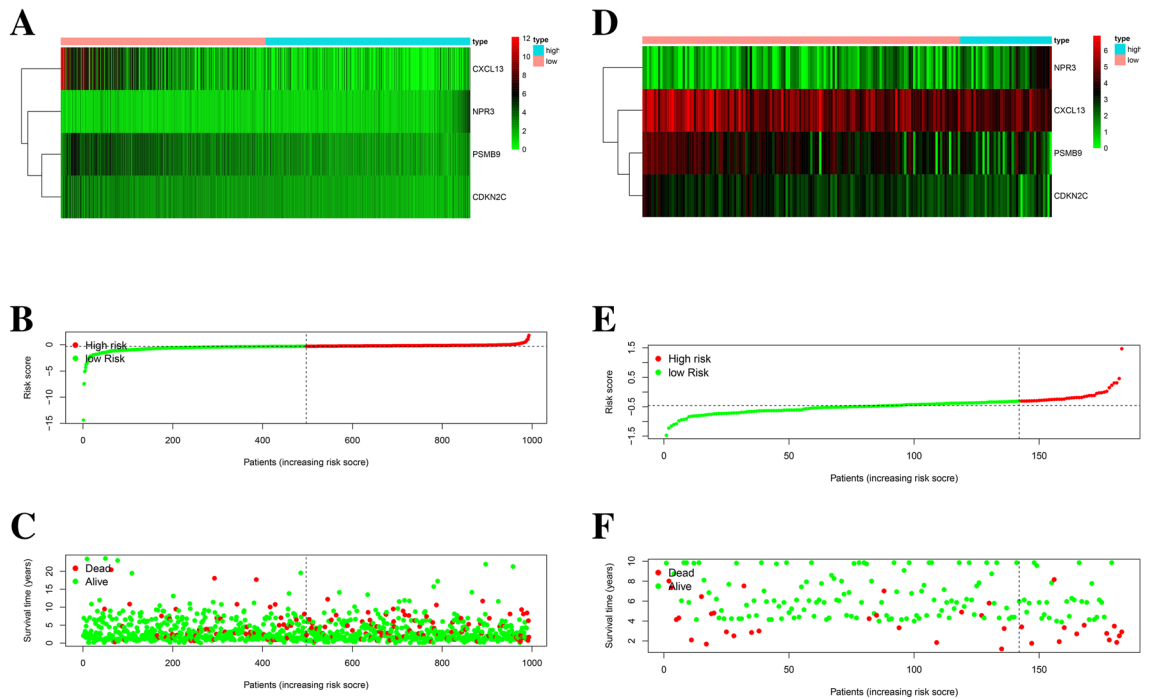 A
type
high
low
12
10
8
6
4
2
0
type
CXCL13
NPR3
PSMB9
CDKN2C
B
High risk
low Risk
Risk score
0
−5
−10
−15
0 200 400 600 800 1000
Patients (increasing risk socre)
C
Dead
Alive
Survival time (years)
20
15
10
5
0
0 200 400 600 800 1000
Patients (increasing risk socre)
D
type
high
low
6
5
4
3
2
1
0
type
NPR3
CXCL13
PSMB9
CDKN2C
E
High risk
low Risk
Risk score
1.5
0.5
−0.5
−1.5
0 50 100 150
Patients (increasing risk socre)
F
Dead
Alive
Survival time (years)
10
8
6
4
2
0 50 100 150
Patients (increasing risk socre)